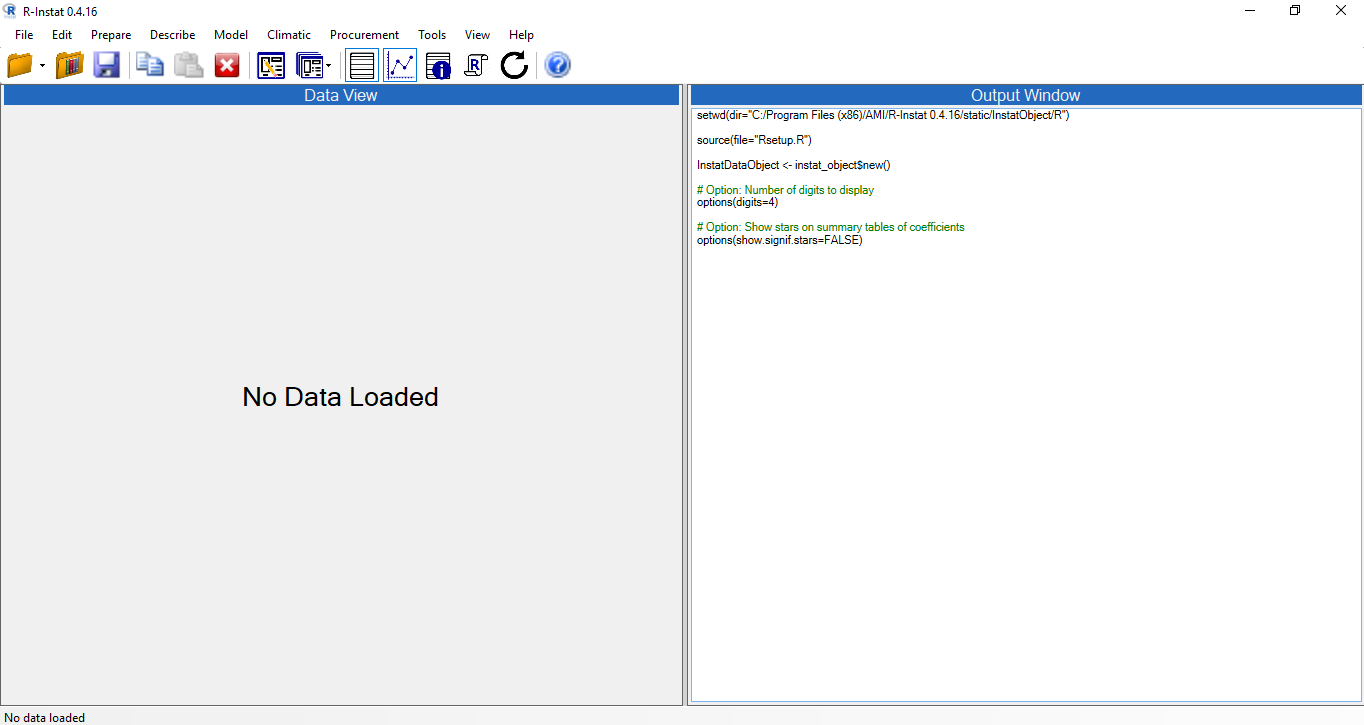 R-Instat 0.4.16
File Edit Prepare Describe Model Climatic Procurement Tools View Help
Data View
No Data Loaded
Output Window
setwd(dir="C:/Program Files (x86)/AMI/R-Instat 0.4.16/static/InstatObject/R")
source(file="Rsetup.R")
InstatDataObject <- instat_object$new()
# Option: Number of digits to display
options(digits=4)
# Option: Show stars on summary tables of coefficients
options(show.signif.stars=FALSE)
No data loaded